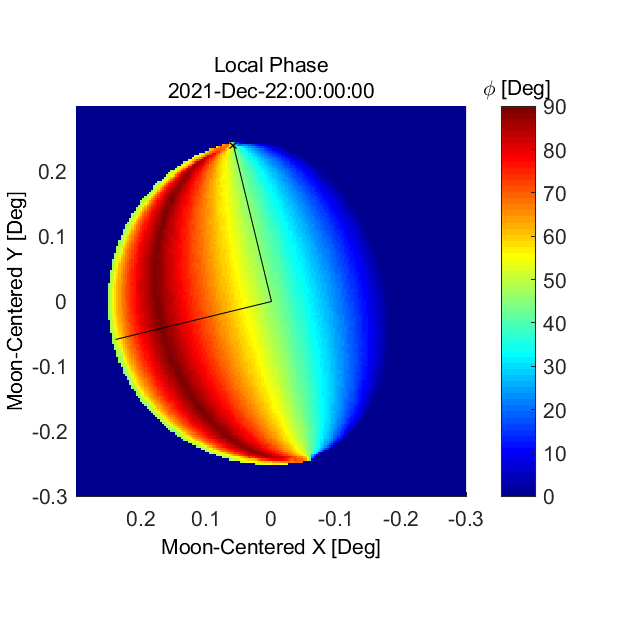 Local Phase
2021-Dec-22:00:00:00:00
ϕ [Deg]
90
80
70
60
50
40
30
20
10
0
Moon-Centered Y [Deg]
0.2
0.1
0
-0.1
-0.2
-0.3
0.2 0.1 0 -0.1 -0.2 -0.3
Moon-Centered X [Deg]